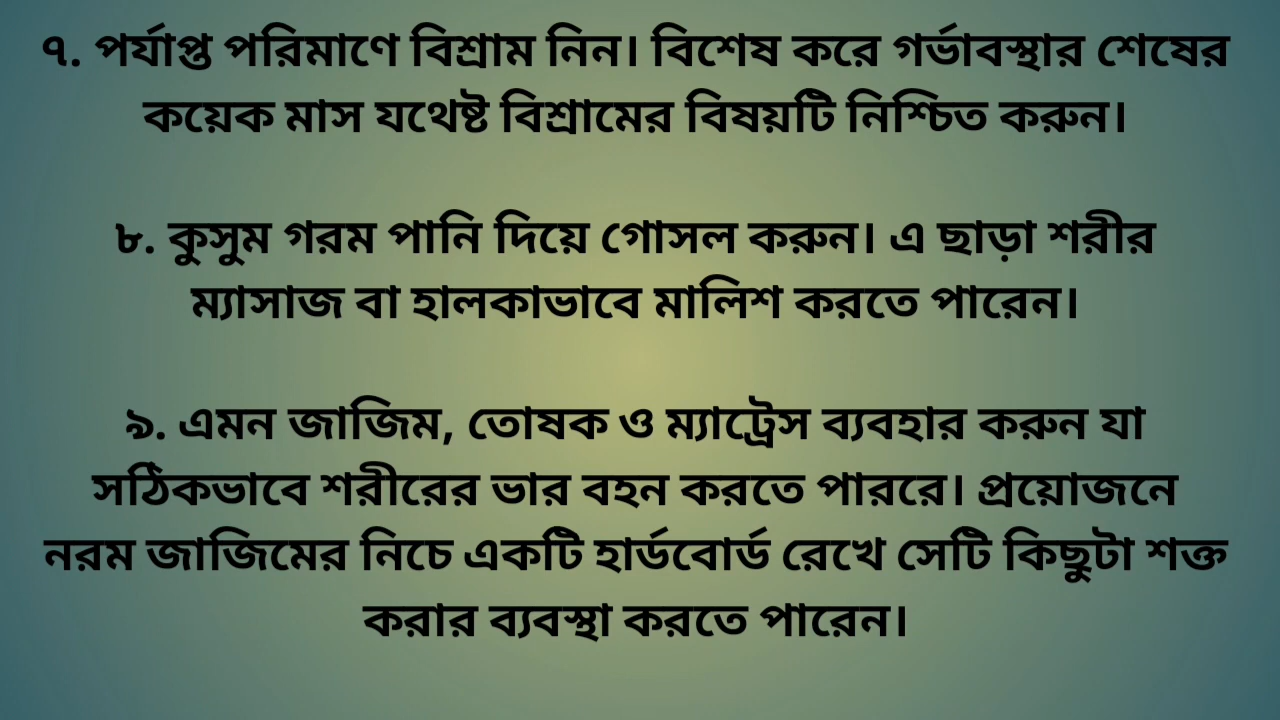 ৭. পর্যাপ্ত পরিমাণে বিশ্রাম নিন। বিশেষ করে গর্ভাবস্থার শেষের
কয়েক মাস যথেষ্ট বিশ্রামের বিষয়টি নিশ্চিত করুন।
৮. কুসুম গরম পানি দিয়ে গোসল করুন। এ ছাড়া শরীর
ম্যাসাজ বা হালকাভাবে মালিশ করতে পারেন।
৯. এমন জাজিম, তোষক ও ম্যাট্রেস ব্যবহার করুন যা
সঠিকভাবে শরীরের ভার বহন করতে পাররে। প্রয়োজনে
নরম জাজিমের নিচে একটি হার্ডবোর্ড রেখে সেটি কিছুটা শক্ত
করার ব্যবস্থা করতে পারেন।